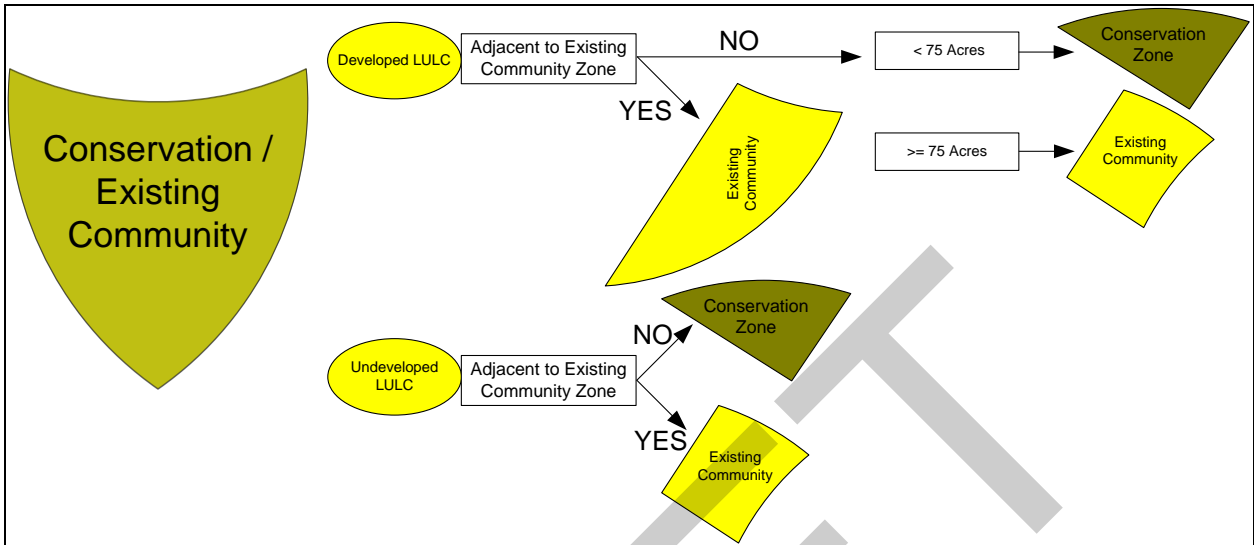 Conservation /
Existing
Community
Developed LULC
Adjacent to Existing
Community Zone
NO
< 75 Acres
Conservation
Zone
YES
Existing
Community
>= 75 Acres
Existing
Community
Undeveloped
LULC
Adjacent to Existing
Community Zone
NO
Conservation
Zone
YES
Existing
Community